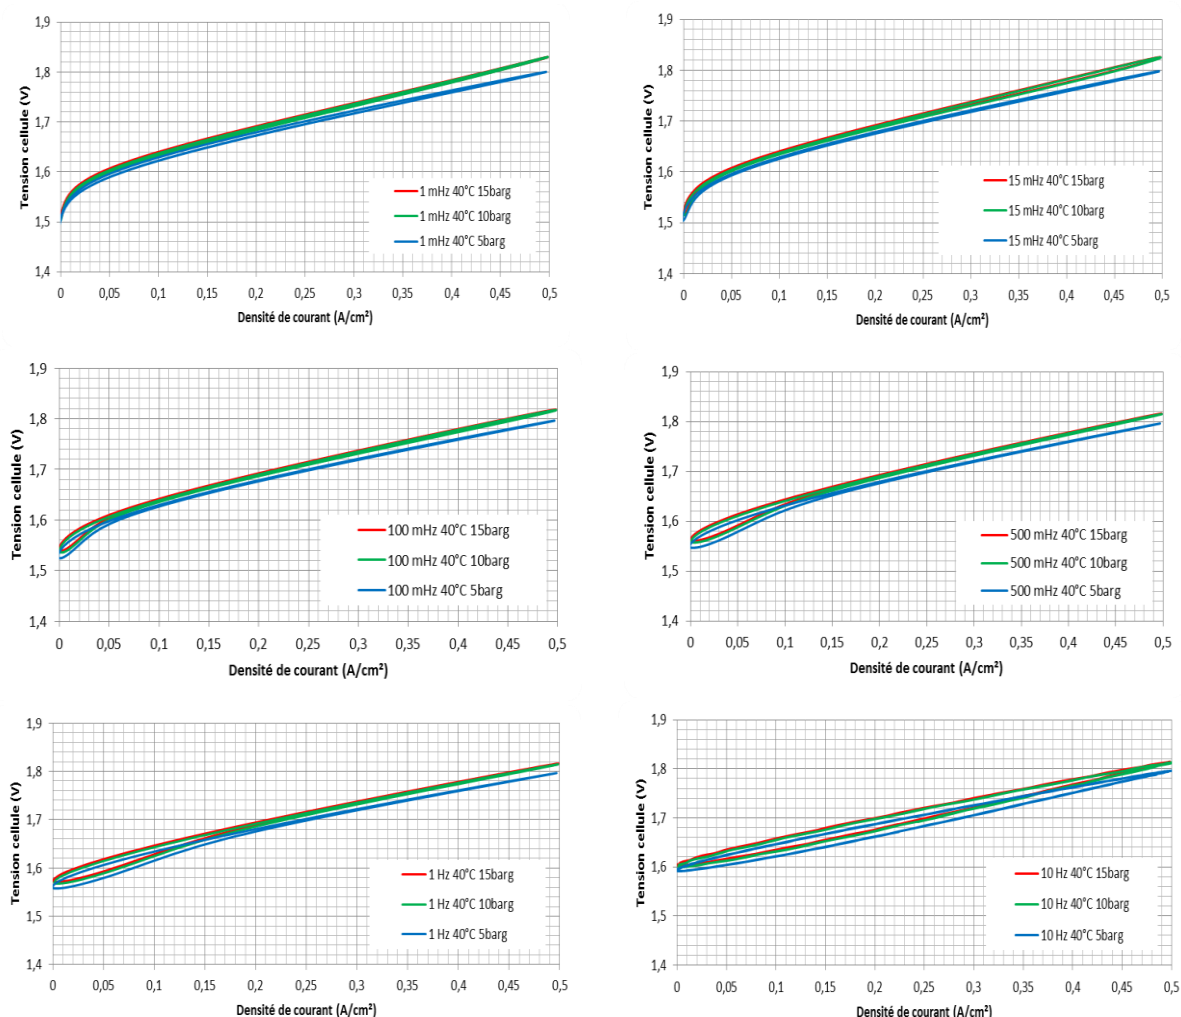 Tension cellule (V)
1,9
1,8
1,7
1,6
1,5
1,4
0 0,05 0,1 0,15 0,2 0,25 0,3 0,35 0,4 0,45 0,5
Densité de courant (A/cm²)
1 mHz 40°C 15barg
1 mHz 40°C 10barg
1 mHz 40°C 5barg
Tension cellule (V)
1,9
1,8
1,7
1,6
1,5
1,4
0 0,05 0,1 0,15 0,2 0,25 0,3 0,35 0,4 0,45 0,5
Densité de courant (A/cm²)
15 mHz 40°C 15barg
15 mHz 40°C 10barg
15 mHz 40°C 5barg
Tension cellule (V)
1,9
1,8
1,7
1,6
1,5
1,4
0 0,05 0,1 0,15 0,2 0,25 0,3 0,35 0,4 0,45 0,5
Densité de courant (A/cm²)
100 mHz 40°C 15barg
100 mHz 40°C 10barg
100 mHz 40°C 5barg
Tension cellule (V)
1,9
1,8
1,7
1,6
1,5
1,4
0 0,05 0,1 0,15 0,2 0,25 0,3 0,35 0,4 0,45 0,5
Densité de courant (A/cm²)
500 mHz 40°C 15barg
500 mHz 40°C 10barg
500 mHz 40°C 5barg
Tension cellule (V)
1,9
1,8
1,7
1,6
1,5
1,4
0 0,05 0,1 0,15 0,2 0,25 0,3 0,35 0,4 0,45 0,5
Densité de courant (A/cm²)
1 Hz 40°C 15barg
1 Hz 40°C 10barg
1 Hz 40°C 5barg
Tension cellule (V)
1,9
1,8
1,7
1,6
1,5
1,4
0 0,05 0,1 0,15 0,2 0,25 0,3 0,35 0,4 0,45 0,5
Densité de courant (A/cm²)
10 Hz 40°C 15barg
10 Hz 40°C 10barg
10 Hz 40°C 5barg